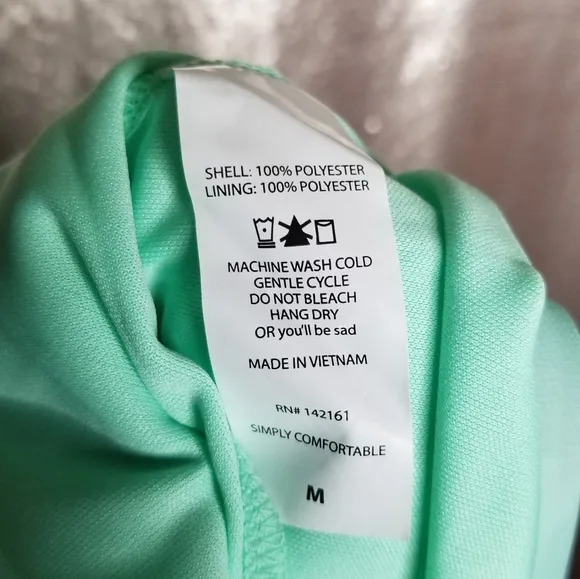 SHELL: 100% POLYESTER
LINING: 100% POLYESTER
MACHINE WASH COLD
GENTLE CYCLE
DO NOT BLEACH
HANG DRY
OR you'll be sad
MADE IN VIETNAM
RN# 142161
SIMPLY COMFORTABLE
M